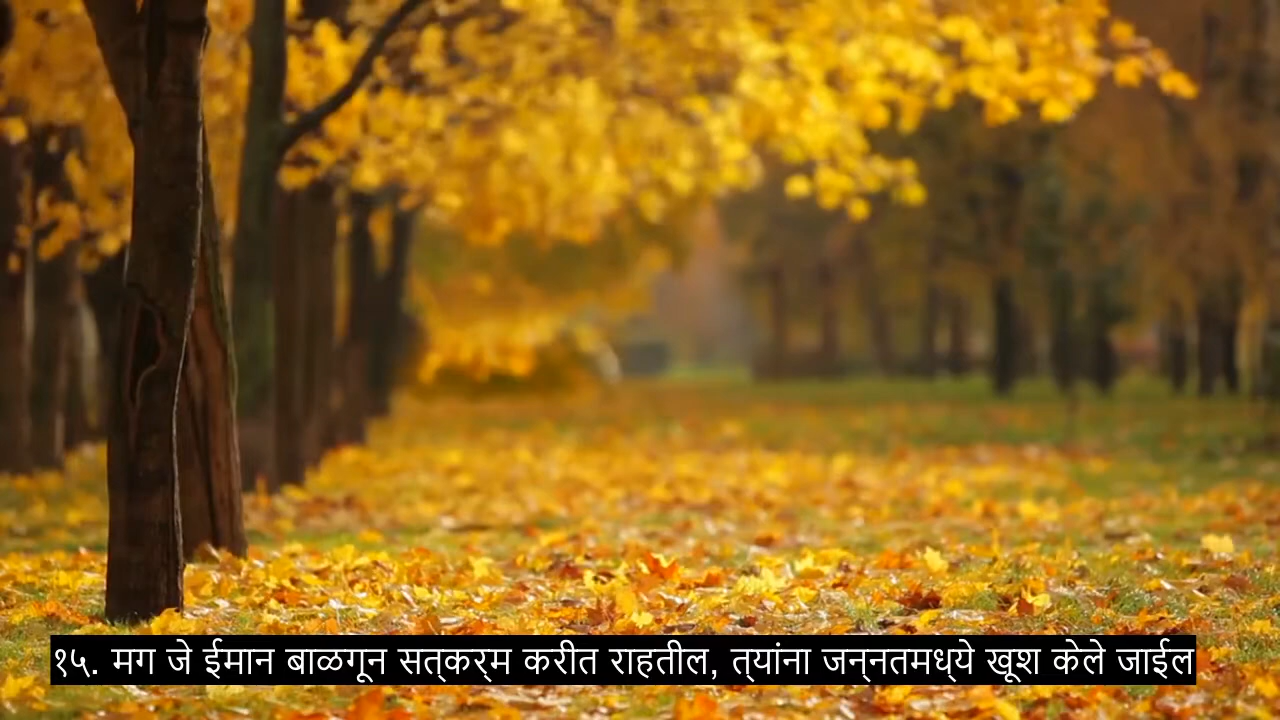 १५. मग जे ईमान बाळगून सत्‌कर्‌म करीत राहतील, त्‌यांना जन्‌नतमध्‌ये खूश केले जाईल